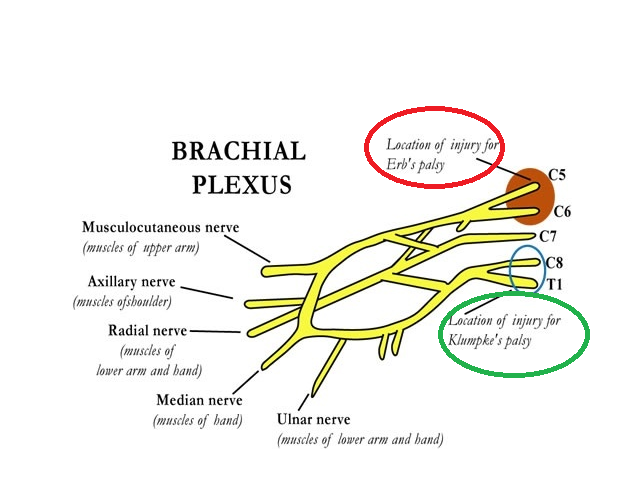 BRACHIAL
PLEXUS
Location of injury for
Erb's palsy
C5
C6
C7
C8
T1
Musculocutaneous nerve
(muscles of upper arm)
Axillary nerve
(muscles ofshoulder)
Radial nerve
(muscles of
lower arm and hand)
Median nerve
(muscles of hand)
Ulnar nerve
(muscles of lower arm and hand)
Location of injury for
Klumpke's palsy